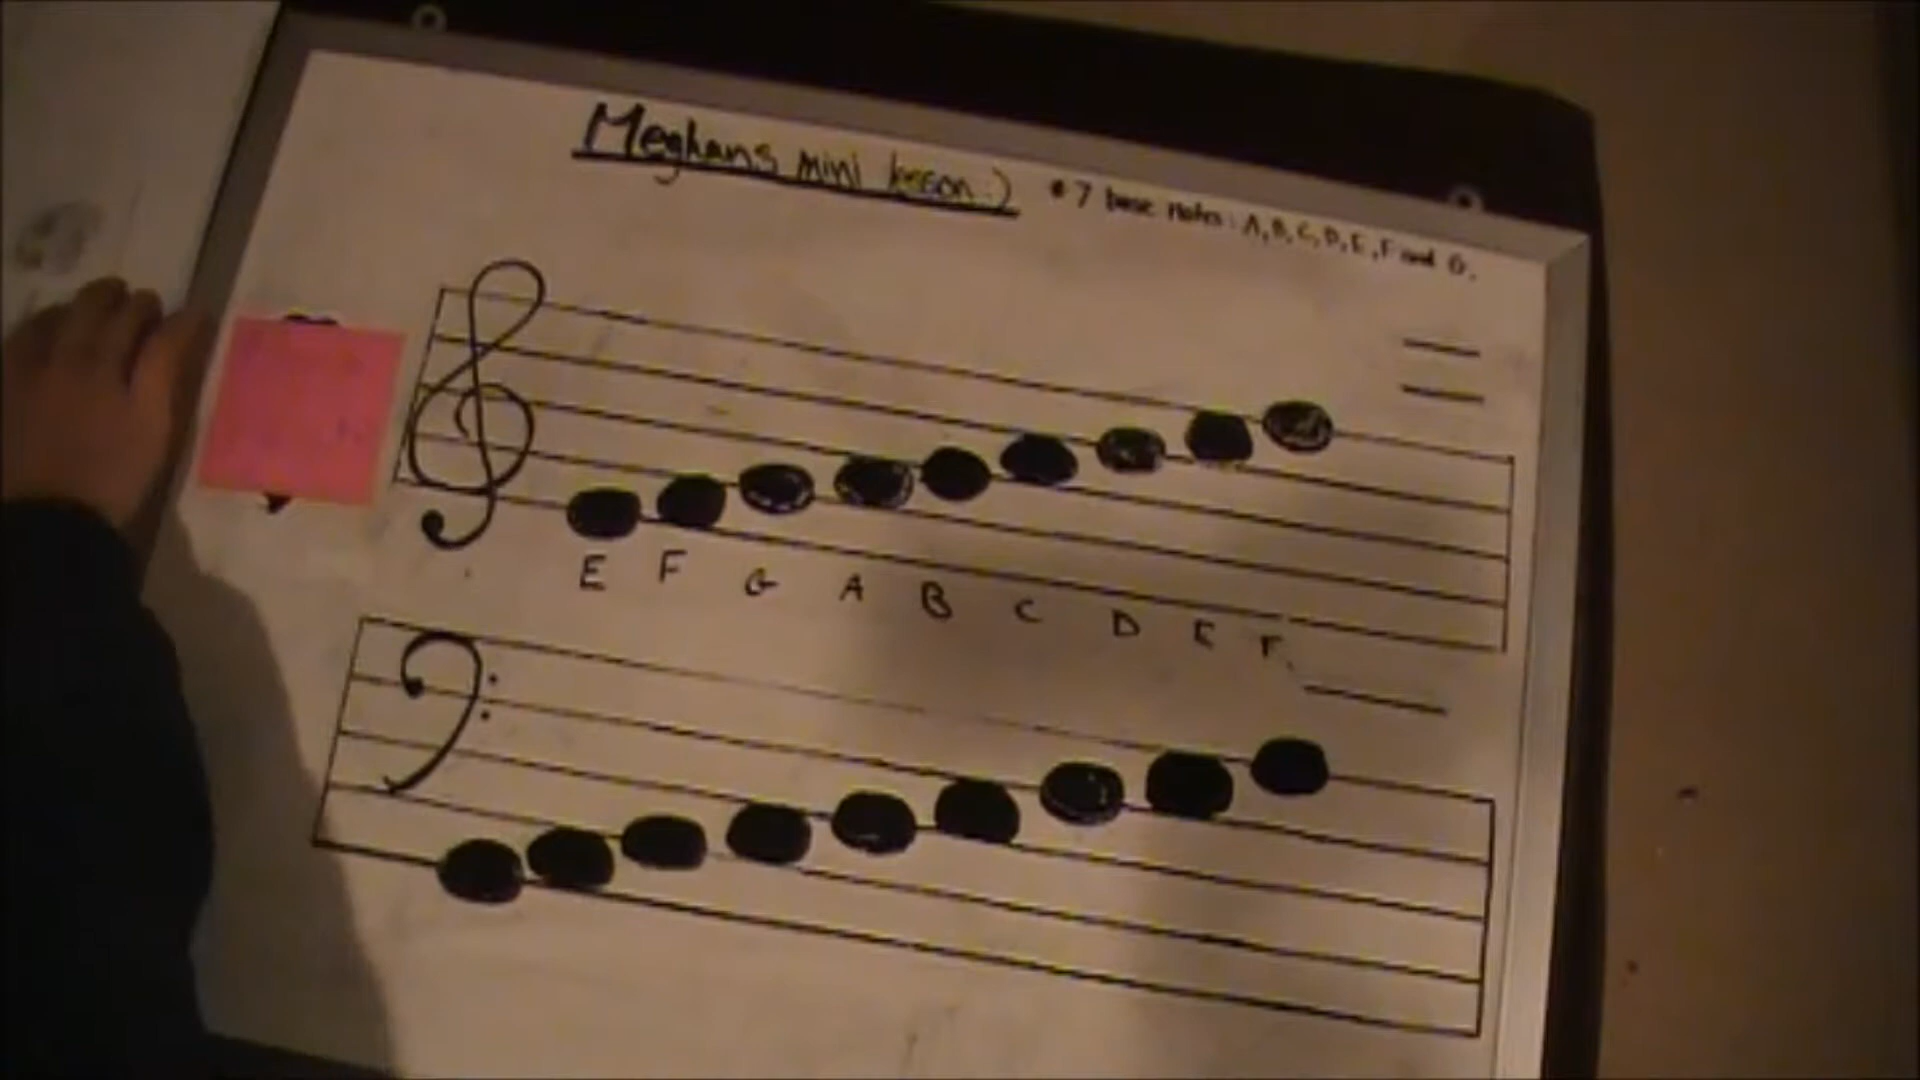 Meghans mini lesson :)
* 7 basic notes: A, B, C, D, E, F and G.
E F G A B C D E F.